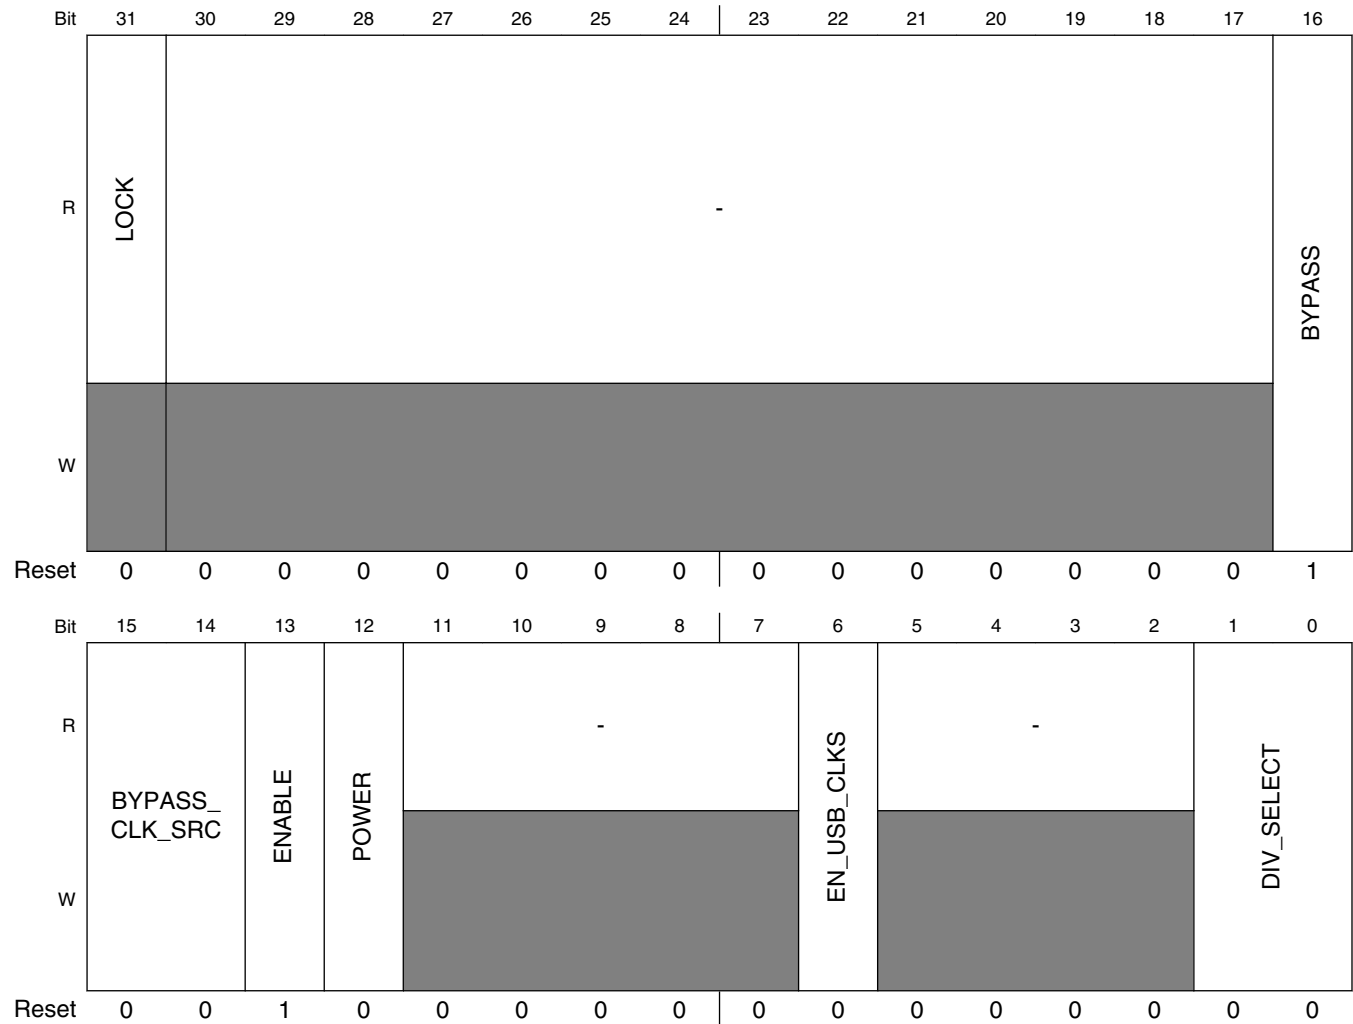 Bit 31 30 29 28 27 26 25 24 23 22 21 20 19 18 17 16
R LOCK - BYPASS
W
Reset 0 0 0 0 0 0 0 0 0 0 0 0 0 0 0 1
Bit 15 14 13 12 11 10 9 8 7 6 5 4 3 2 1 0
R - -
BYPASS_
CLK_SRC
ENABLE
POWER
EN_USB_CLKS
DIV_SELECT
W
Reset 0 0 1 0 0 0 0 0 0 0 0 0 0 0 0 0